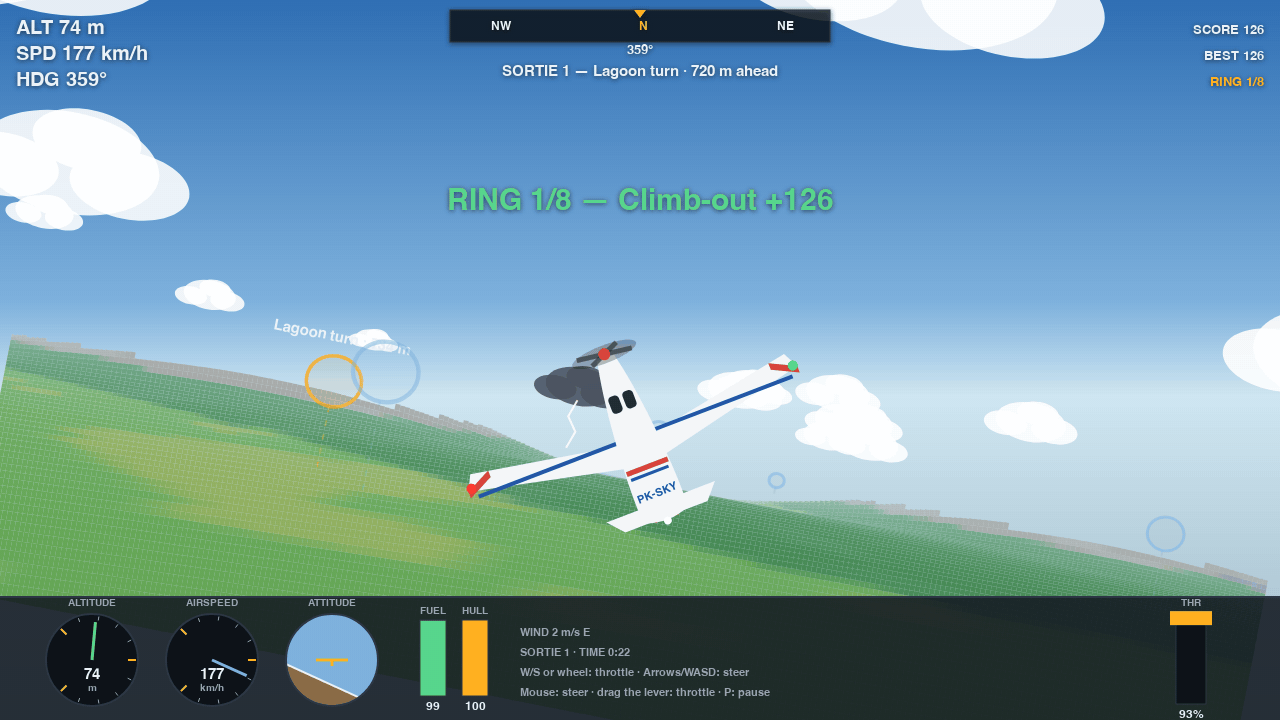 ALT 74 m
SPD 177 km/h
HDG 359°
NW
N
NE
359°
SORTIE 1 — Lagoon turn · 720 m ahead
SCORE 126
BEST 126
RING 1/8
RING 1/8 — Climb-out +126
Lagoon turn
PK-SKY
ALTITUDE
74
m
AIRSPEED
177
km/h
ATTITUDE
FUEL
99
HULL
100
WIND 2 m/s E
SORTIE 1 · TIME 0:22
W/S or wheel: throttle · Arrows/WASD: steer
Mouse: steer · drag the lever: throttle · P: pause
THR
93%